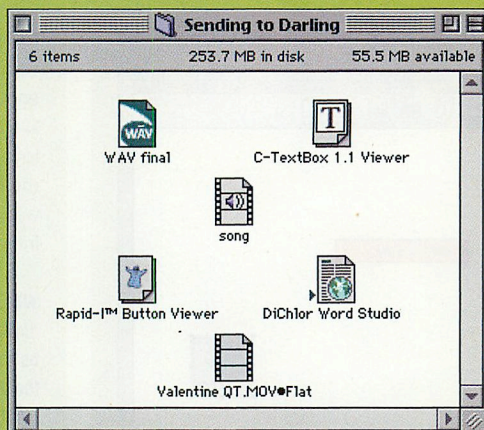 Sending to Darling
6 items 253.7 MB in disk 55.5 MB available
WAV
WAV final
T
C-TextBox 1.1 Viewer
song
Rapid-I™ Button Viewer
DiChlor Word Studio
Valentine QT.MOV●Flat